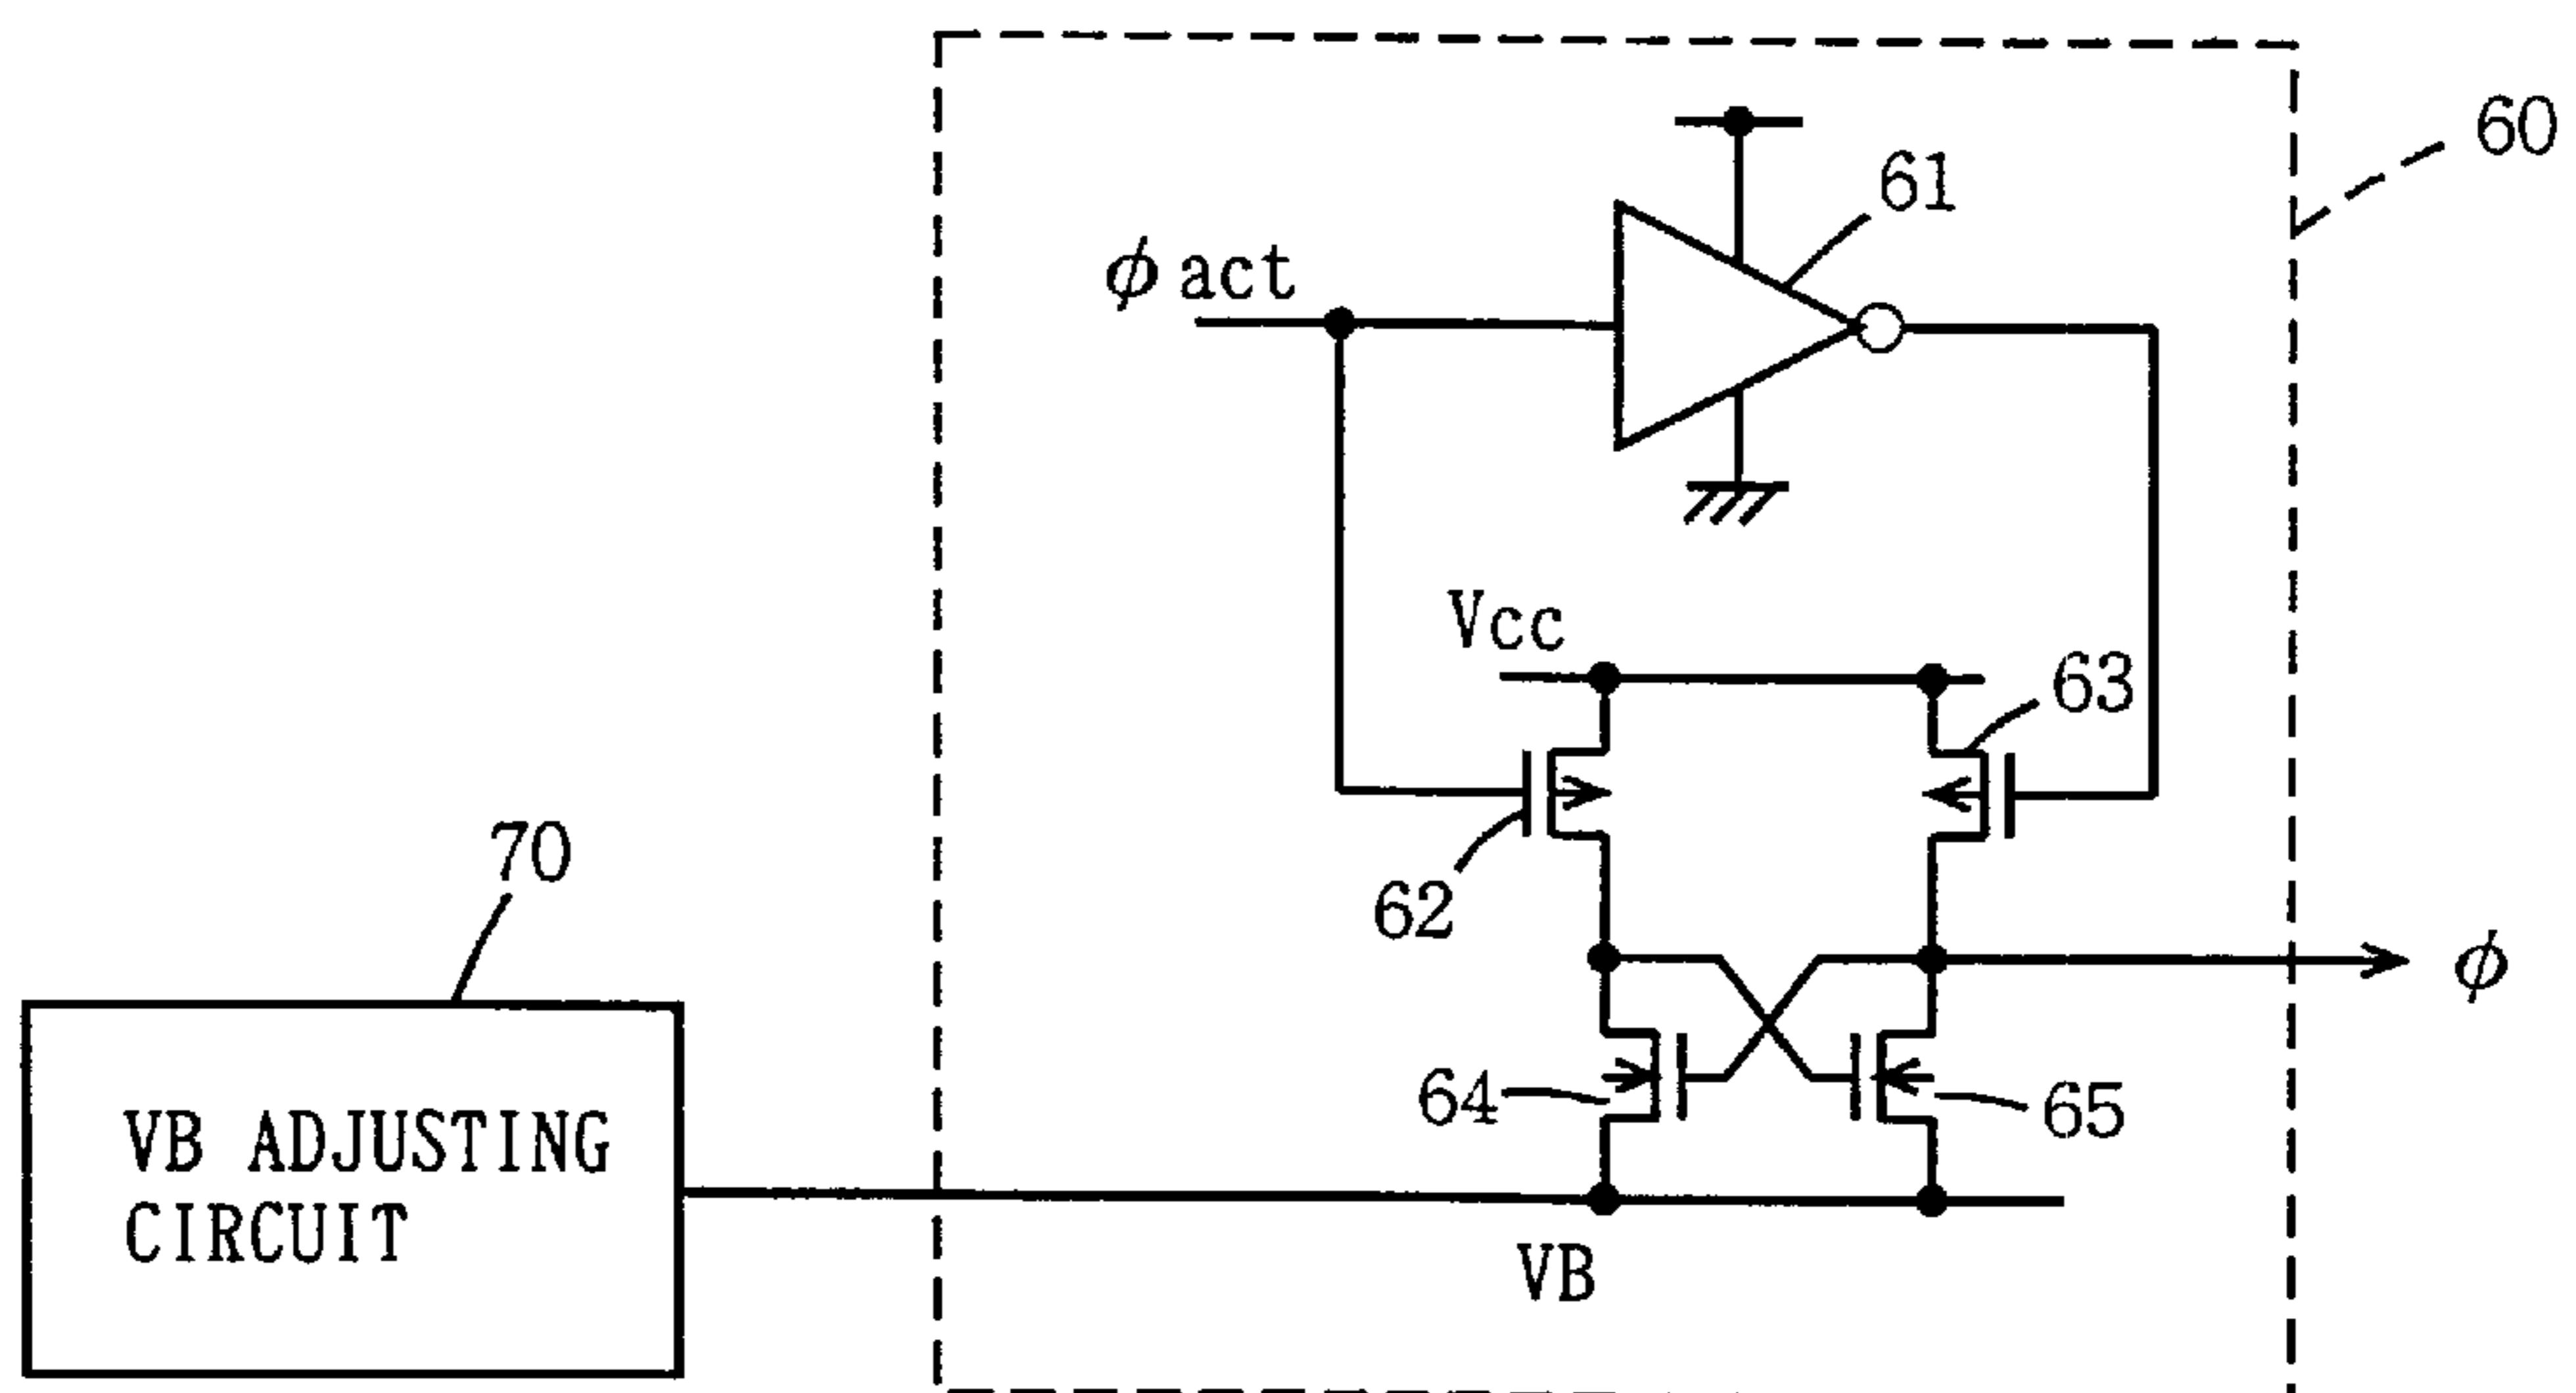 60
61
φ act
Vcc
63
62
70
φ
64
65
VB ADJUSTING
CIRCUIT
VB